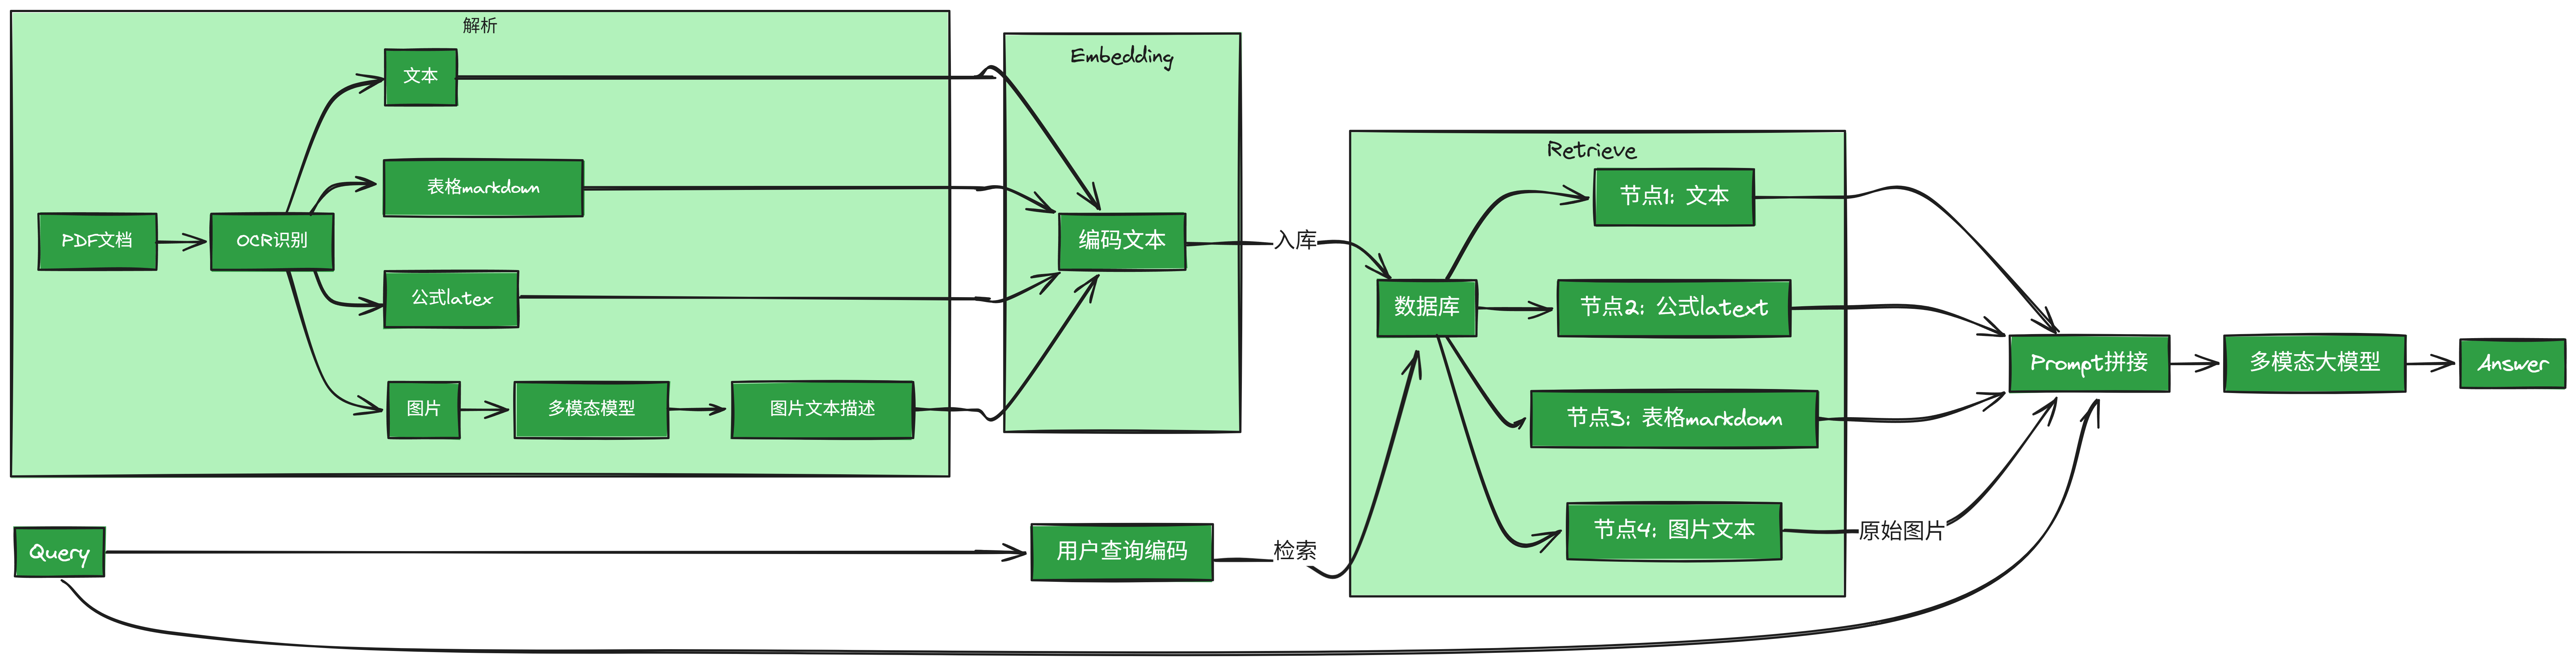 解析
文本
表格markdown
PDF文档
OCR识别
公式latex
图片
多模态模型
图片文本描述
Embedding
编码文本
入库
Retrieve
数据库
节点1: 文本
节点2: 公式latext
节点3: 表格markdown
节点4: 图片文本
原始图片
Query
用户查询编码
检索
Prompt拼接
多模态大模型
Answer